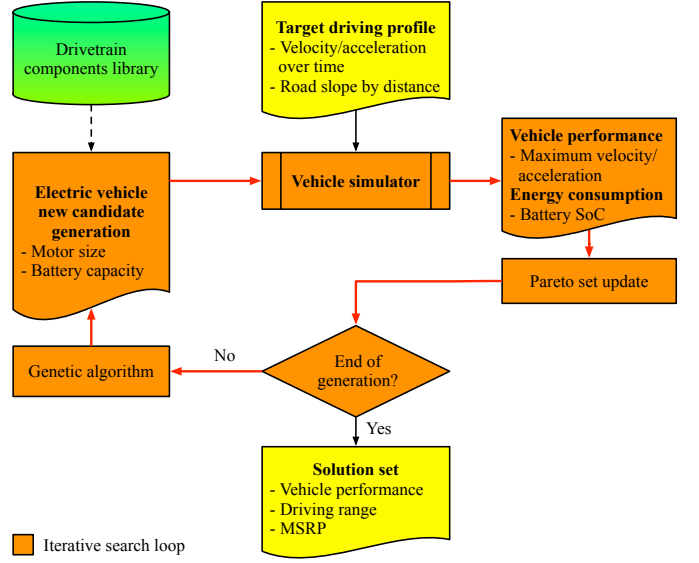 Drivetrain
components library
Target driving profile
- Velocity/acceleration
over time
- Road slope by distance
Electric vehicle
new candidate
generation
- Motor size
- Battery capacity
Vehicle simulator
Vehicle performance
- Maximum velocity/
acceleration
Energy consumption
- Battery SoC
Pareto set update
End of
generation?
No
Genetic algorithm
Yes
Solution set
- Vehicle performance
- Driving range
- MSRP
Iterative search loop